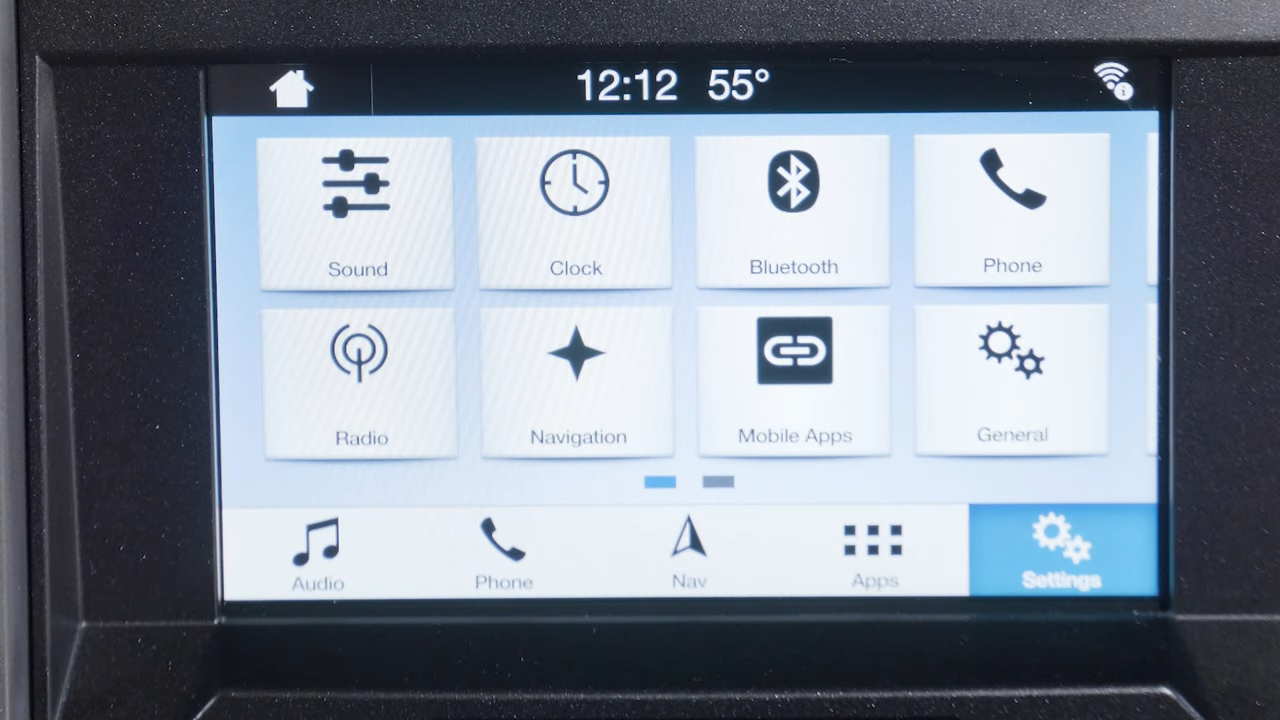 12:12 55°
Sound Clock Bluetooth Phone
Radio Navigation Mobile Apps General
Audio Phone Nav Apps Settings